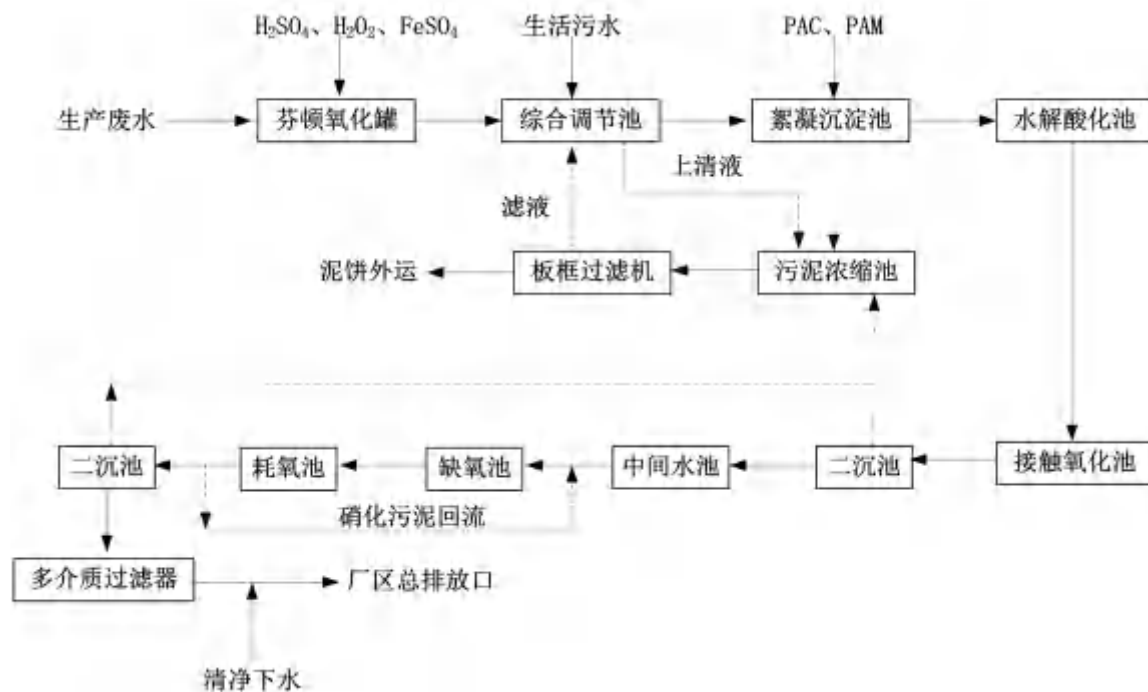 H₂SO₄、H₂O₂、FeSO₄
生活污水
PAC、PAM
生产废水
芬顿氧化罐
综合调节池
絮凝沉淀池
水解酸化池
上清液
滤液
泥饼外运
板框过滤机
污泥浓缩池
二沉池
耗氧池
缺氧池
中间水池
二沉池
接触氧化池
硝化污泥回流
多介质过滤器
厂区总排放口
清净下水